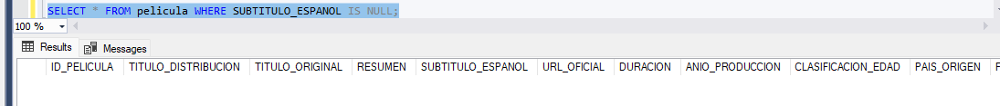 SELECT * FROM pelicula WHERE SUBTITULO_ESPANOL IS NULL;
100 %
Results Messages
ID_PELICULA TITULO_DISTRIBUCION TITULO_ORIGINAL RESUMEN SUBTITULO_ESPANOL URL_OFICIAL DURACION ANIO_PRODUCCION CLASIFICACION_EDAD PAIS_ORIGEN